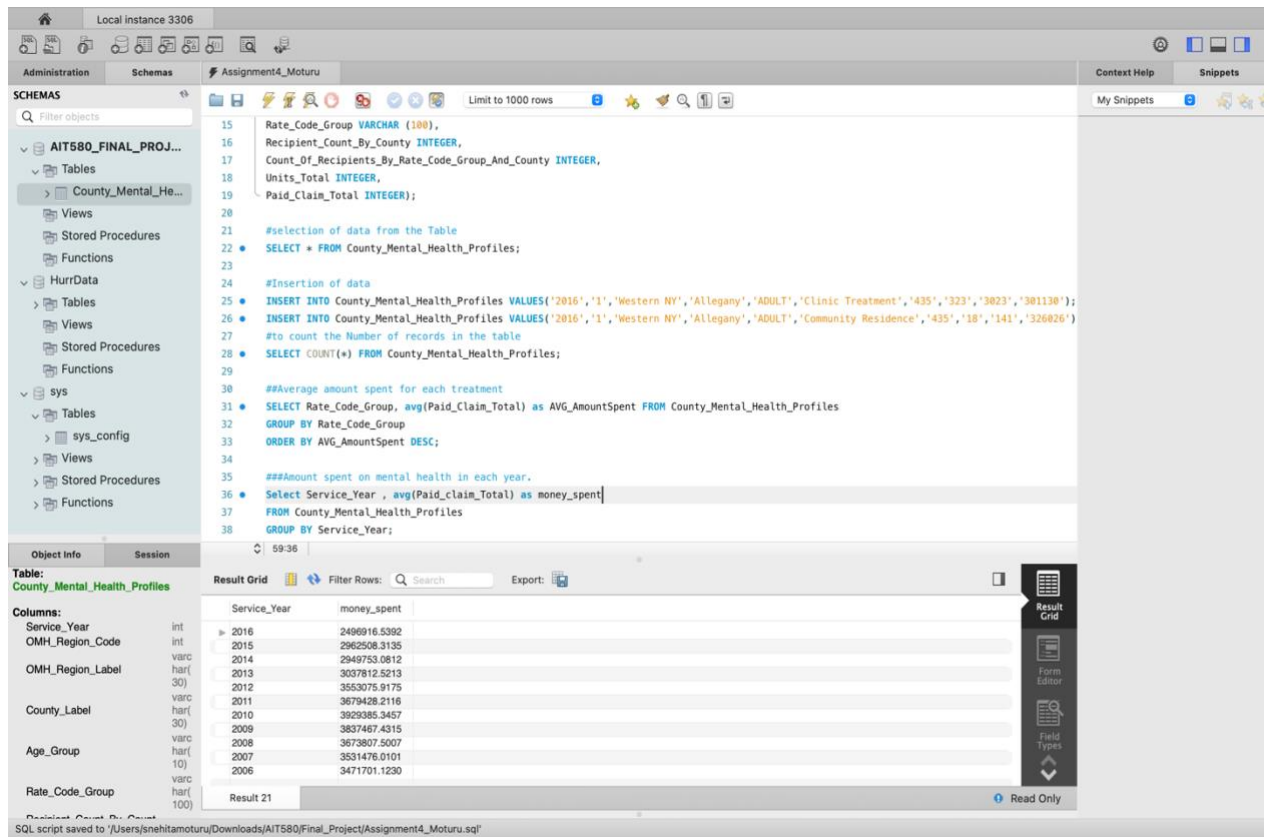 Local instance 3306
Administration Schemas Assignment4_Moturu Context Help Snippets
SCHEMAS
Filter objects
AIT580_FINAL_PROJ...
Tables
County_Mental_He...
Views
Stored Procedures
Functions
HurrData
Tables
Views
Stored Procedures
Functions
sys
Tables
sys_config
Views
Stored Procedures
Functions
Limit to 1000 rows
My Snippets
15 Rate_Code_Group VARCHAR (100),
16 Recipient_Count_By_County INTEGER,
17 Count_Of_Recipients_By_Rate_Code_Group_And_County INTEGER,
18 Units_Total INTEGER,
19 Paid_Claim_Total INTEGER);
20
21 #selection of data from the Table
22 SELECT * FROM County_Mental_Health_Profiles;
23
24 #Insertion of data
25 INSERT INTO County_Mental_Health_Profiles VALUES('2016','1','Western NY','Allegany','ADULT','Clinic Treatment','435','323','3023','301130');
26 INSERT INTO County_Mental_Health_Profiles VALUES('2016','1','Western NY','Allegany','ADULT','Community Residence','435','18','141','326026')
27 #to count the Number of records in the table
28 SELECT COUNT(*) FROM County_Mental_Health_Profiles;
29
30 ##Average amount spent for each treatment
31 SELECT Rate_Code_Group, avg(Paid_Claim_Total) as AVG_AmountSpent FROM County_Mental_Health_Profiles
32 GROUP BY Rate_Code_Group
33 ORDER BY AVG_AmountSpent DESC;
34
35 ###Amount spent on mental health in each year.
36 Select Service_Year , avg(Paid_claim_Total) as money_spent
37 FROM County_Mental_Health_Profiles
38 GROUP BY Service_Year;
59:36
Object Info Session
Table:
County_Mental_Health_Profiles
Columns:
Service_Year int
OMH_Region_Code int
OMH_Region_Label varchar(30)
County_Label varchar(30)
Age_Group varchar(10)
Rate_Code_Group varchar(100)
Result Grid Filter Rows: Search Export:
Service_Year money_spent
2016 2496916.5392
2015 2962508.3135
2014 2949753.0812
2013 3037812.5213
2012 3553075.9175
2011 3679428.2116
2010 3929385.3457
2009 3837467.4315
2008 3673807.5007
2007 3531476.0101
2006 3471701.1230
Result Grid
Form Editor
Field Types
Result 21
Read Only
SQL script saved to '/Users/snehitamoturu/Downloads/AIT580/Final_Project/Assignment4_Moturu.sql'